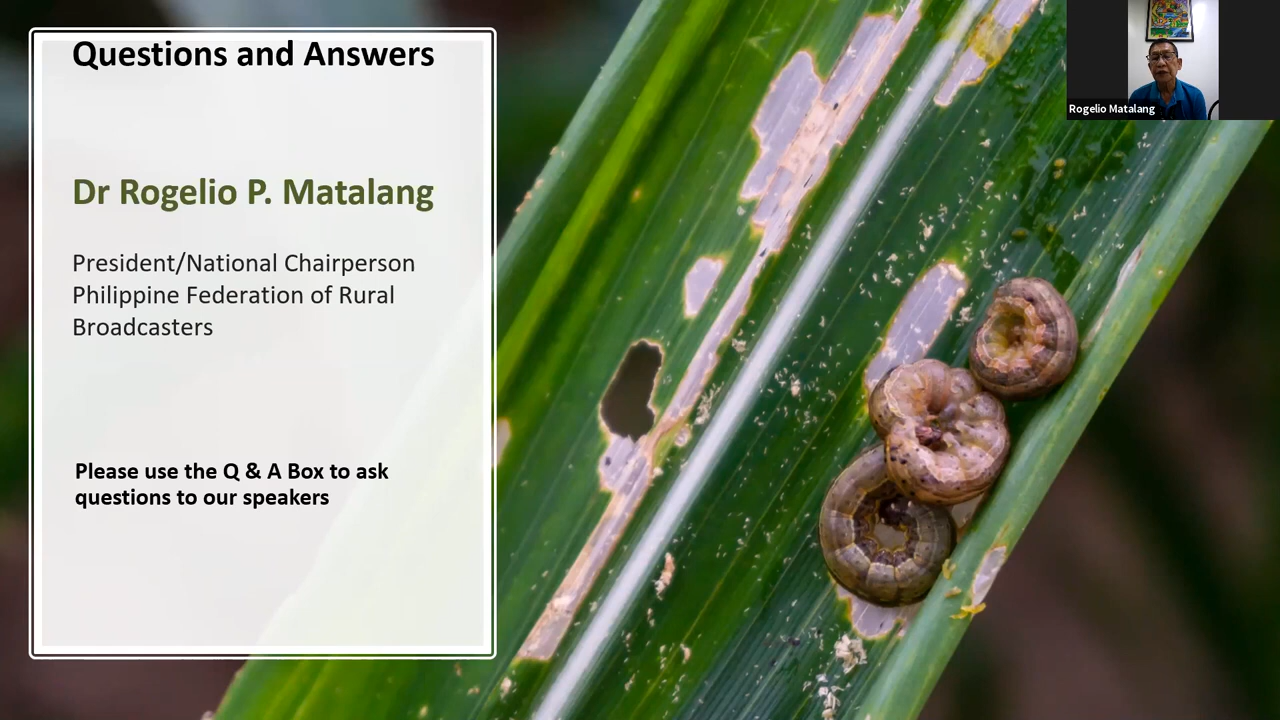 Questions and Answers
Dr Rogelio P. Matalang
President/National Chairperson
Philippine Federation of Rural
Broadcasters
Please use the Q & A Box to ask
questions to our speakers
Rogelio Matalang